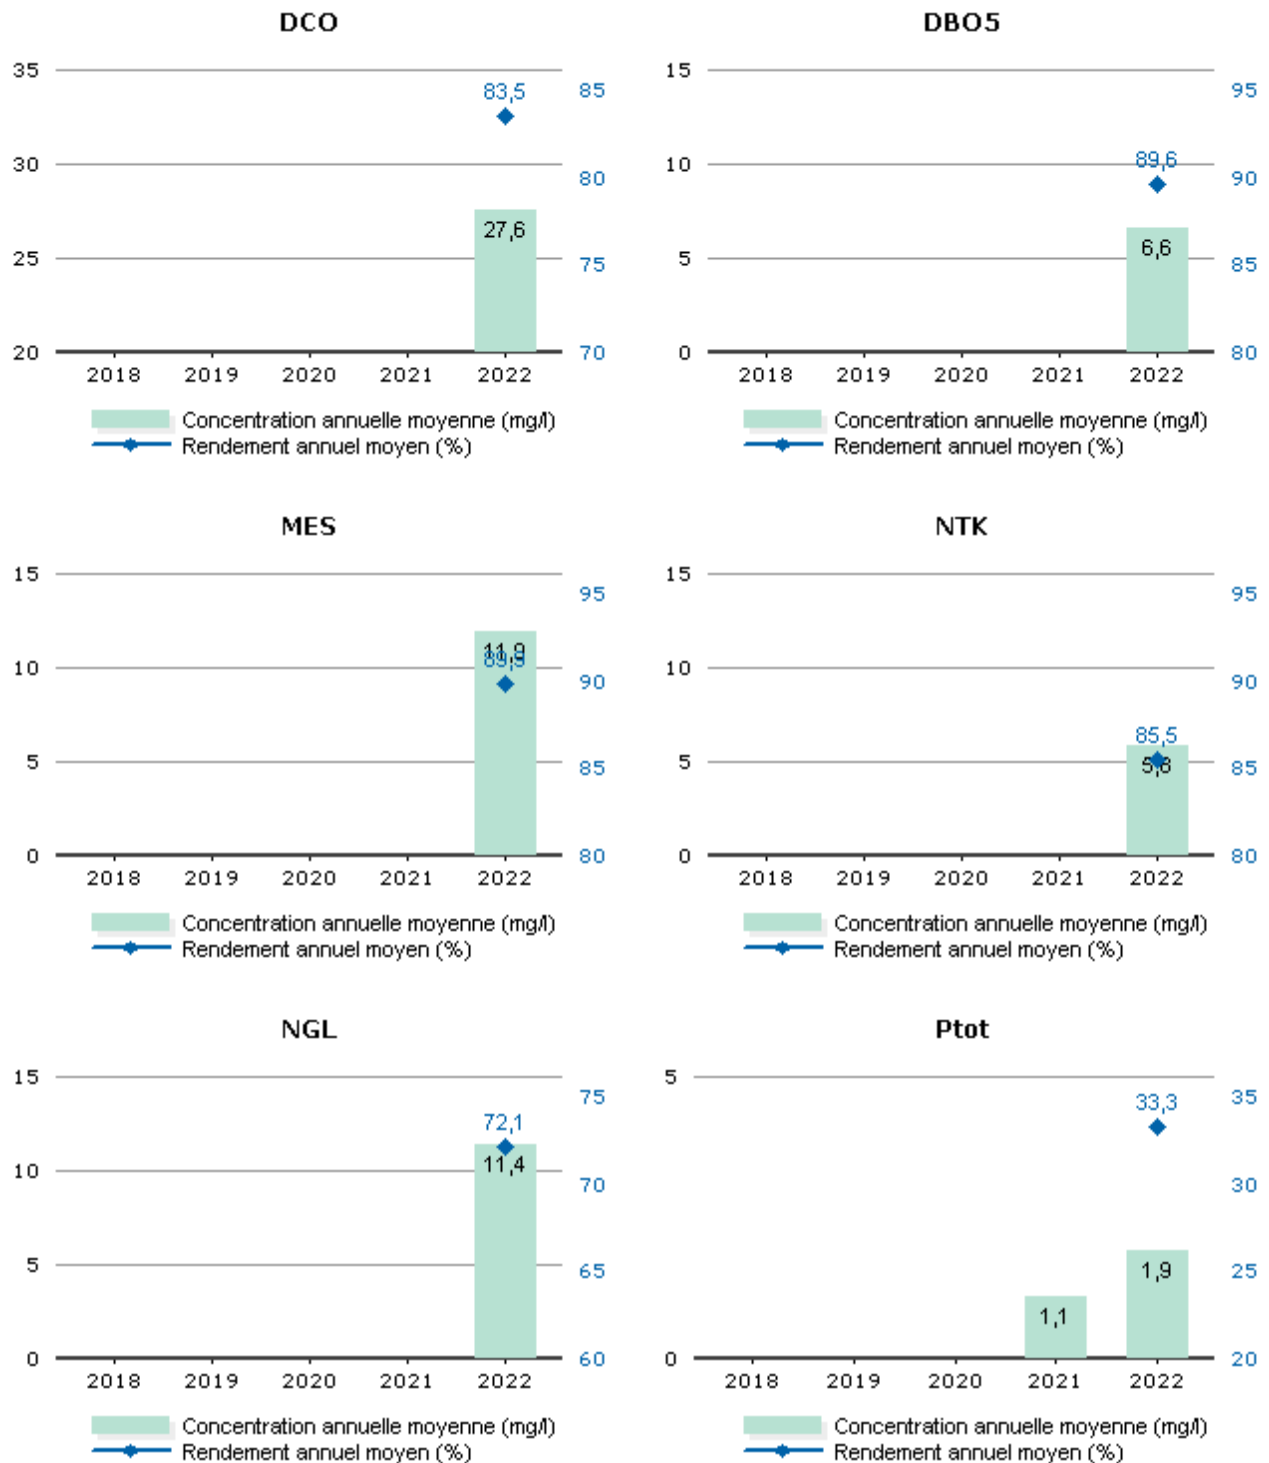 DCO
35
30
25
20
85
80
75
70
83,5
27,6
2018 2019 2020 2021 2022
Concentration annuelle moyenne (mg/l)
Rendement annuel moyen (%)
DBO5
15
10
5
0
95
90
85
80
89,6
6,6
2018 2019 2020 2021 2022
Concentration annuelle moyenne (mg/l)
Rendement annuel moyen (%)
MES
15
10
5
0
95
90
85
80
11,9
2018 2019 2020 2021 2022
Concentration annuelle moyenne (mg/l)
Rendement annuel moyen (%)
NTK
15
10
5
0
95
90
85
80
85,5
2018 2019 2020 2021 2022
Concentration annuelle moyenne (mg/l)
Rendement annuel moyen (%)
NGL
15
10
5
0
75
70
65
60
72,1
11,4
2018 2019 2020 2021 2022
Concentration annuelle moyenne (mg/l)
Rendement annuel moyen (%)
Ptot
5
0
35
30
25
20
33,3
1,9
1,1
2018 2019 2020 2021 2022
Concentration annuelle moyenne (mg/l)
Rendement annuel moyen (%)